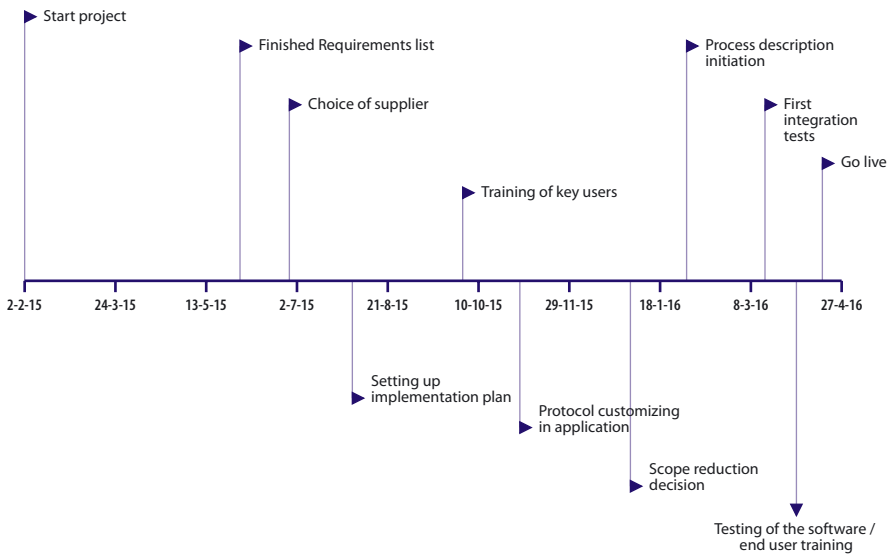 Start project
Finished Requirements list
Process description
initiation
Choice of supplier
First
integration
tests
Go live
Training of key users
2-2-15
24-3-15
13-5-15
2-7-15
21-8-15
10-10-15
29-11-15
18-1-16
8-3-16
27-4-16
Setting up
implementation plan
Protocol customizing
in application
Scope reduction
decision
Testing of the software /
end user training